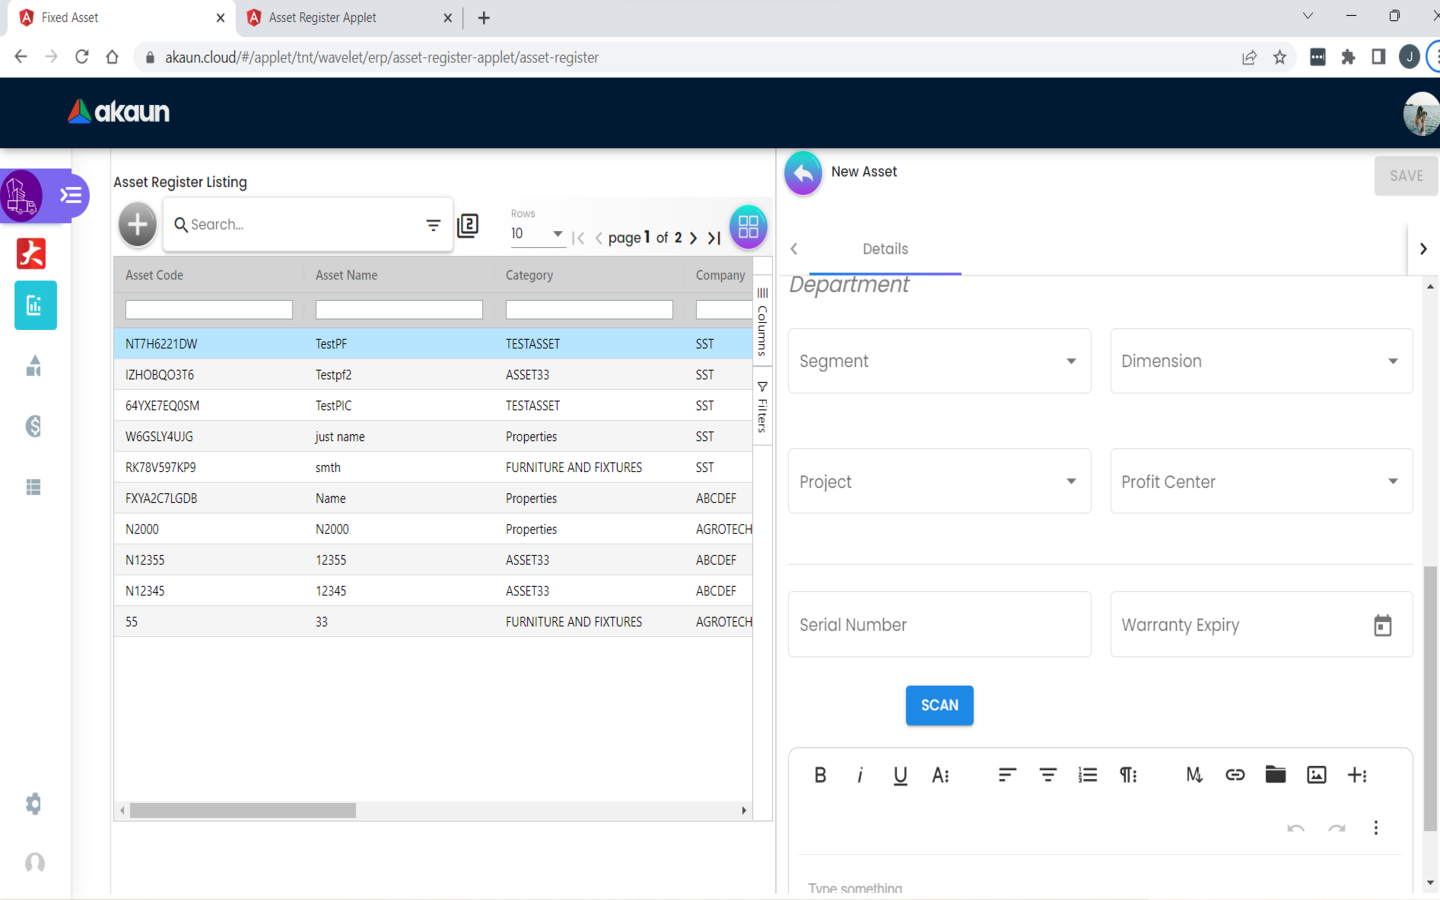 Fixed Asset
Asset Register Applet
akaun.cloud/#/applet/tnt/wavelet/erp/asset-register-applet/asset-register
J
akaun
Asset Register Listing
Search...
2
Rows
10
page 1 of 2
Asset Code Asset Name Category Company
NT7H6221DW TestPF TESTASSET SST
IZHOBQO3T6 Testpf2 ASSET33 SST
64YXE7EQ0SM TestPIC TESTASSET SST
W6GSLY4UJG just name Properties SST
RK78V597KP9 smth FURNITURE AND FIXTURES SST
FXYA2C7LGDB Name Properties ABCDEF
N2000 N2000 Properties AGROTECH
N12355 12355 ASSET33 ABCDEF
N12345 12345 ASSET33 ABCDEF
55 33 FURNITURE AND FIXTURES AGROTECH
Columns
Filters
New Asset
SAVE
Details
Department
Segment
Dimension
Project
Profit Center
Serial Number
Warranty Expiry
SCAN
Type something